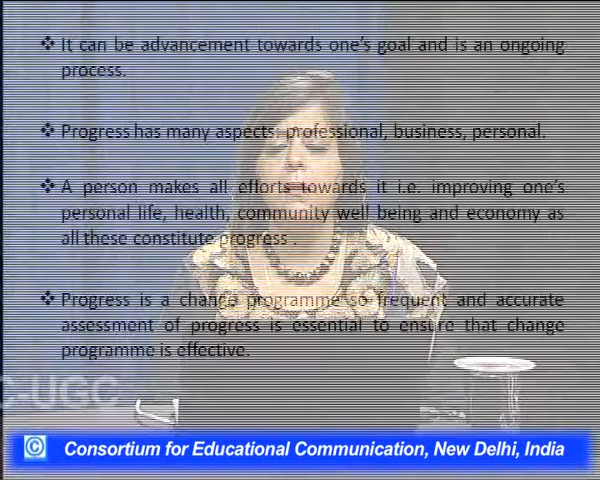 ❖ It can be advancement towards one's goal and is an ongoing
process.
❖ Progress has many aspects: professional, business, personal.
❖ A person makes all efforts towards it i.e. improving one's
personal life, health, community well being and economy as
all these constitute progress .
❖ Progress is a change programme so frequent and accurate
assessment of progress is essential to ensure that change
programme is effective.
C-UGC
© Consortium for Educational Communication, New Delhi, India